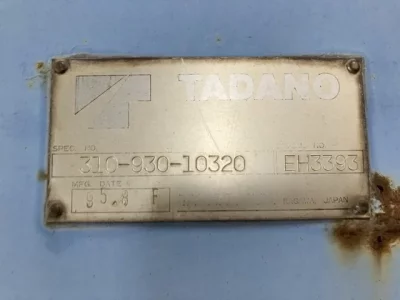 TADANO
SPEC. NO.
310-930-10320 EH3393
MFG. DATE
95.8 F
JAPAN